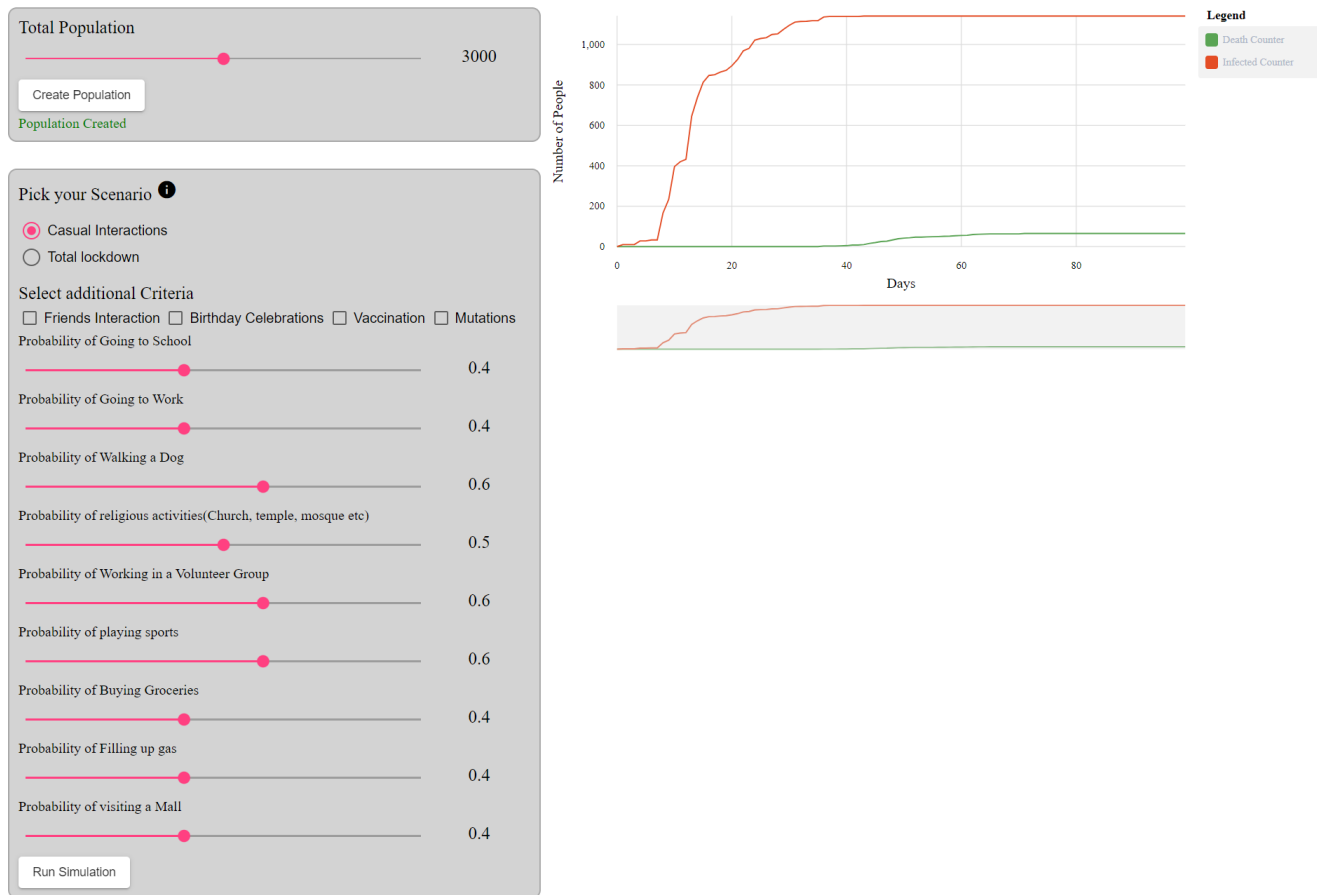 Total Population
3000
Create Population
Population Created
Pick your Scenario
Casual Interactions
Total lockdown
Select additional Criteria
Friends Interaction Birthday Celebrations Vaccination Mutations
Probability of Going to School
0.4
Probability of Going to Work
0.4
Probability of Walking a Dog
0.6
Probability of religious activities(Church, temple, mosque etc)
0.5
Probability of Working in a Volunteer Group
0.6
Probability of playing sports
0.6
Probability of Buying Groceries
0.4
Probability of Filling up gas
0.4
Probability of visiting a Mall
0.4
Run Simulation
Number of People
1,000
800
600
400
200
0
0 20 40 60 80
Days
Legend
Death Counter
Infected Counter